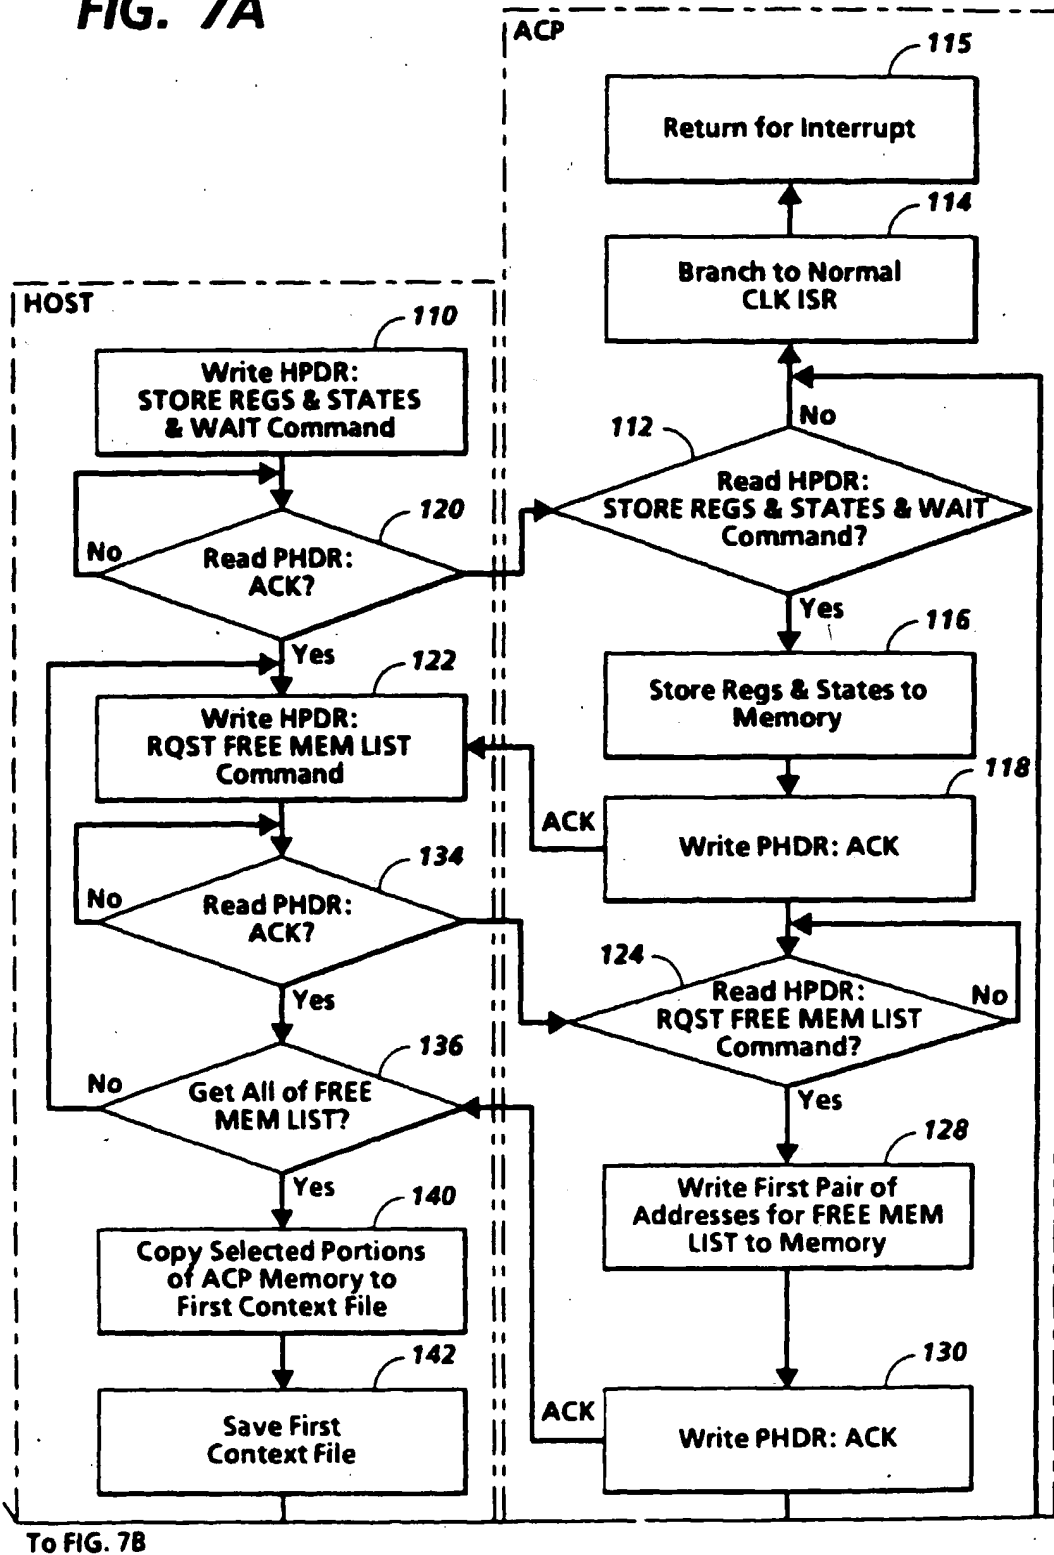 FIG. 7A
ACP
115
Return for Interrupt
114
Branch to Normal
CLK ISR
HOST
110
Write HPDR:
STORE REGS & STATES
& WAIT Command
120
No
Read PHDR:
ACK?
Yes
122
Write HPDR:
RQST FREE MEM LIST
Command
134
No
Read PHDR:
ACK?
Yes
136
No
Get All of FREE
MEM LIST?
Yes
140
Copy Selected Portions
of ACP Memory to
First Context File
142
Save First
Context File
No
112
Read HPDR:
STORE REGS & STATES & WAIT
Command?
Yes
116
Store Regs & States to
Memory
118
ACK
Write PHDR: ACK
124
Read HPDR:
RQST FREE MEM LIST
Command?
No
Yes
128
Write First Pair of
Addresses for FREE MEM
LIST to Memory
130
ACK
Write PHDR: ACK
To FIG. 7B